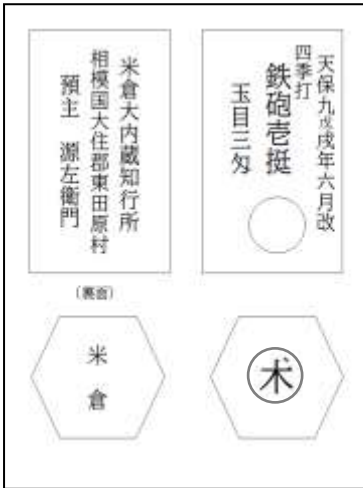 天保九戊戌年六月改
四季打
鉄砲壱挺
玉目三匁
米倉大内蔵知行所
相模国大住郡東田原村
預主 源左衛門
(裏面)
米倉